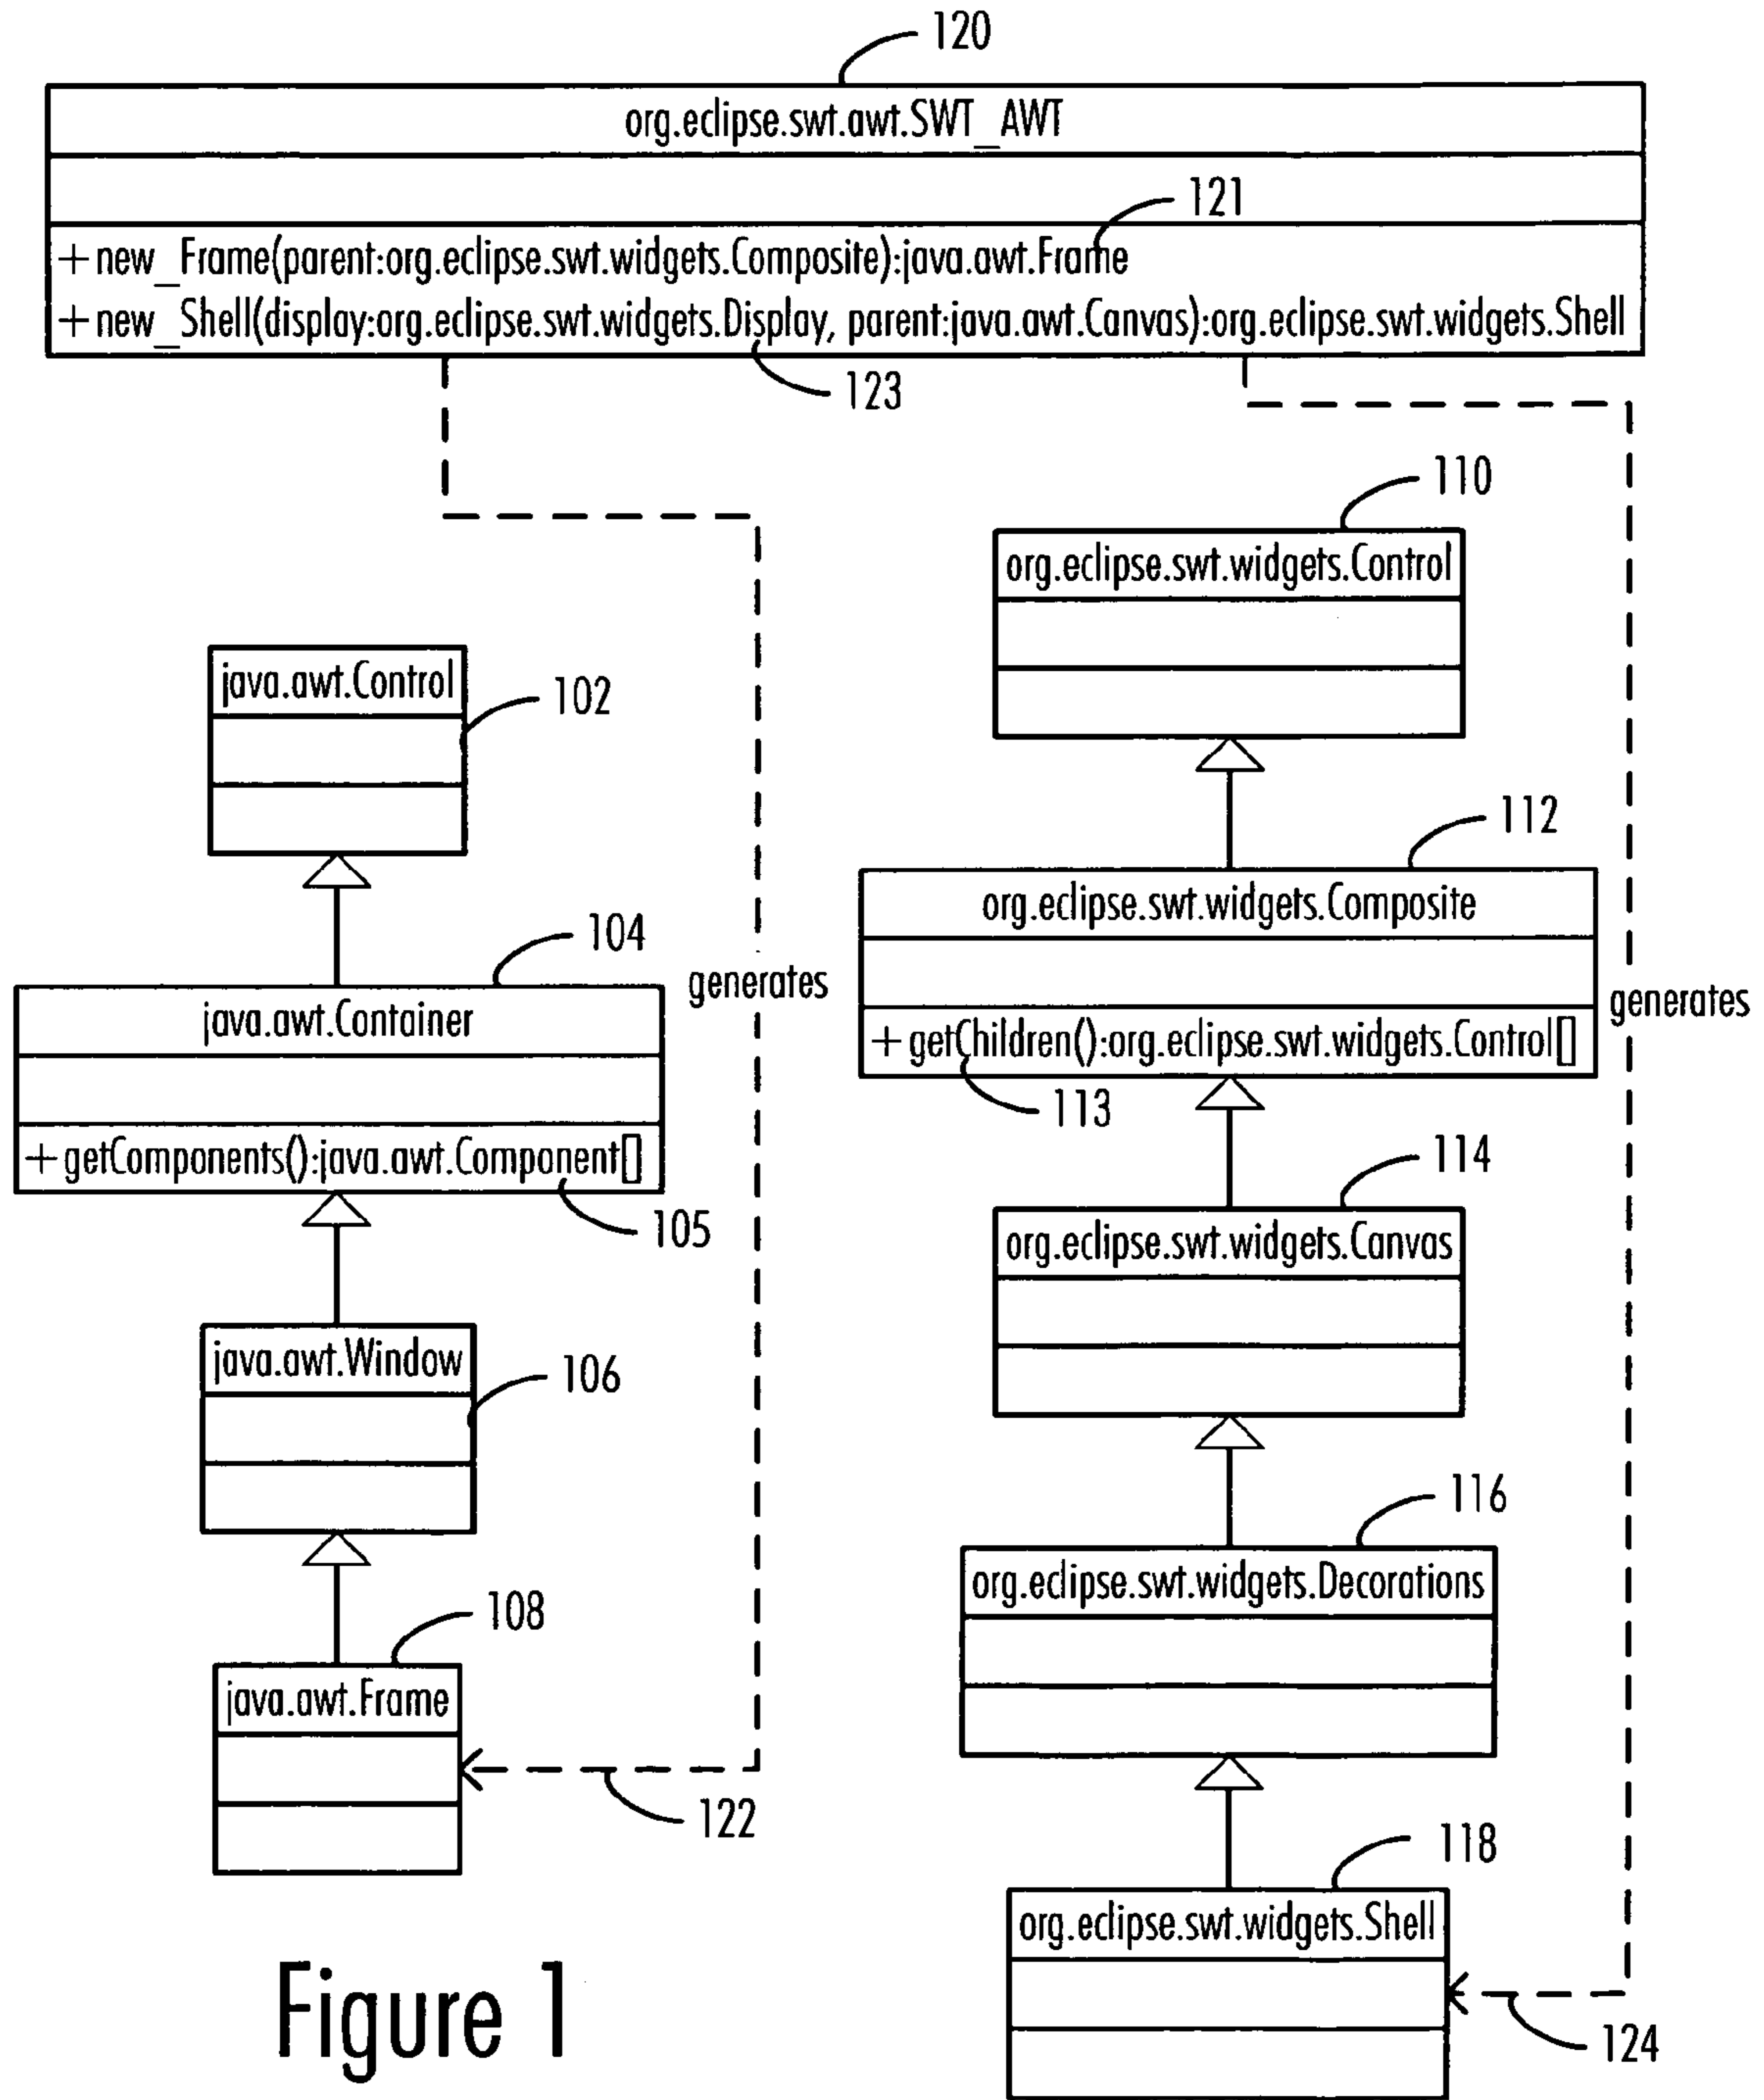 120
org.eclipse.swt.awt.SWT_AWT
121
+new_Frame(parent:org.eclipse.swt.widgets.Composite):java.awt.Frame
+new_Shell(display:org.eclipse.swt.widgets.Display, parent:java.awt.Canvas):org.eclipse.swt.widgets.Shell
123
110
org.eclipse.swt.widgets.Control
java.awt.Control
102
112
org.eclipse.swt.widgets.Composite
104
generates
generates
java.awt.Container
+getChildren():org.eclipse.swt.widgets.Control[]
113
+getComponents():java.awt.Component[]
114
105
org.eclipse.swt.widgets.Canvas
java.awt.Window
106
116
org.eclipse.swt.widgets.Decorations
108
java.awt.Frame
122
118
org.eclipse.swt.widgets.Shell
Figure 1
124